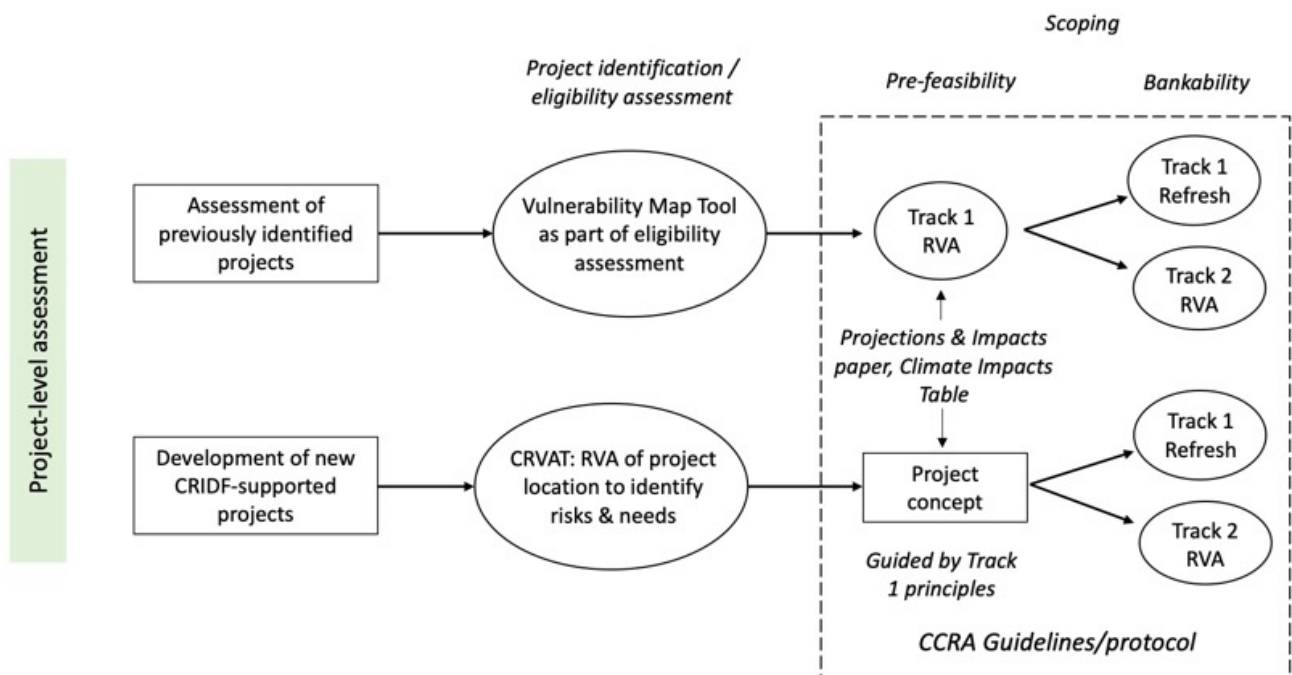 Scoping
Project identification /
eligibility assessment
Pre-feasibility
Bankability
Project-level assessment
Assessment of
previously identified
projects
Vulnerability Map Tool
as part of eligibility
assessment
Track 1
RVA
Track 1
Refresh
Track 2
RVA
Projections & Impacts
paper, Climate Impacts
Table
Development of new
CRIDF-supported
projects
CRVAT: RVA of project
location to identify
risks & needs
Project
concept
Track 1
Refresh
Track 2
RVA
Guided by Track
1 principles
CCRA Guidelines/protocol